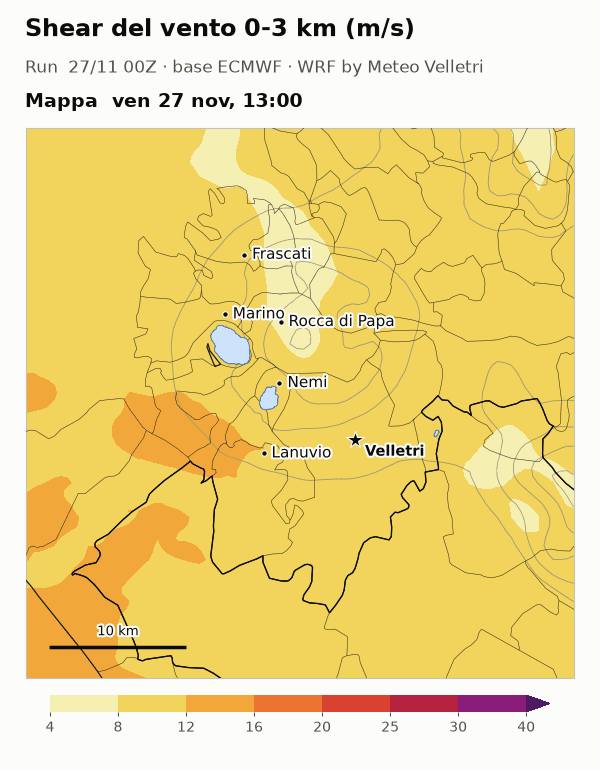 Shear del vento 0-3 km (m/s)
Run  27/11 00Z · base ECMWF · WRF by Meteo Velletri
Mappa  ven 27 nov, 13:00
Frascati
Marino
Rocca di Papa
Nemi
Velletri
Lanuvio
10 km
4 8 12 16 20 25 30 40